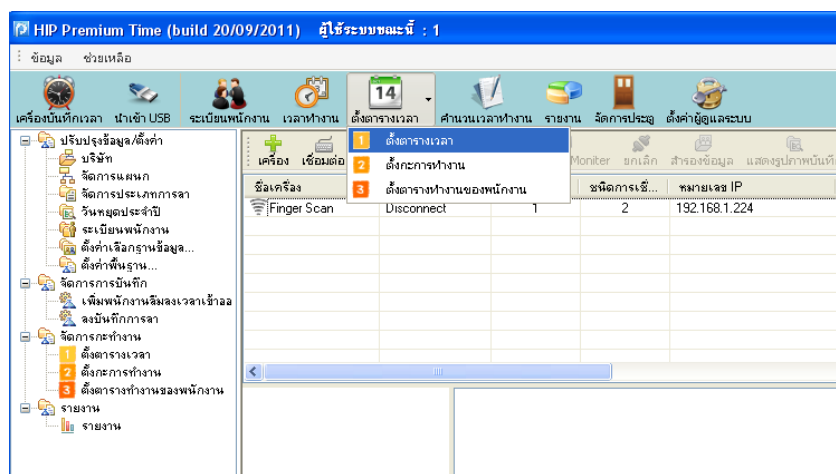 HIP Premium Time (build 20/09/2011) ผู้ใช้ระบบขณะนี้ : 1
ข้อมูล ช่วยเหลือ
14
เครื่องบันทึกเวลา นำเข้า USB ระเบียนพนักงาน เวลาทำงาน ตั้งตารางเวลา คำนวนเวลาทำงาน รายงาน จัดการประตู ตั้งค่าผู้ดูแลระบบ
1 ตั้งตารางเวลา
2 ตั้งกะการทำงาน
3 ตั้งตารางทำงานของพนักงาน
ปรับปรุงข้อมูล/ตั้งค่า
บริษัท
จัดการแผนก
จัดการประเภทการลา
วันหยุดประจำปี
ระเบียนพนักงาน
ตั้งค่าเลือกฐานข้อมูล...
ตั้งค่าพื้นฐาน...
จัดการการบันทึก
เพิ่มพนักงานลืมลงเวลาเข้าออ
ลงบันทึกการลา
จัดการกะทำงาน
1 ตั้งตารางเวลา
2 ตั้งกะการทำงาน
3 ตั้งตารางทำงานของพนักงาน
รายงาน
รายงาน
เครื่อง เชื่อมต่อ Moniter ยกเลิก สำรองข้อมูล แสดงรูปภาพบันทึ
ชื่อเครื่อง ชนิดการเชื่... หมายเลข IP
Finger Scan Disconnect 1 2 192.168.1.224